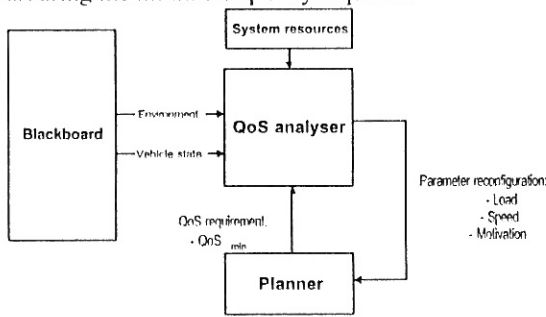 System resources
Blackboard
Environment
QoS analyser
Vehicle state
Parameter reconfiguration:
- Load
- Speed
- Motivation
QoS requirement:
- QoS min
Planner